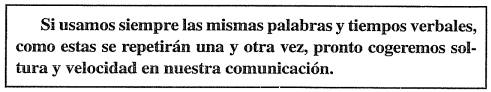 Si usamos siempre las mismas palabras y tiempos verbales,
como estas se repetirán una y otra vez, pronto cogeremos sol-
tura y velocidad en nuestra comunicación.